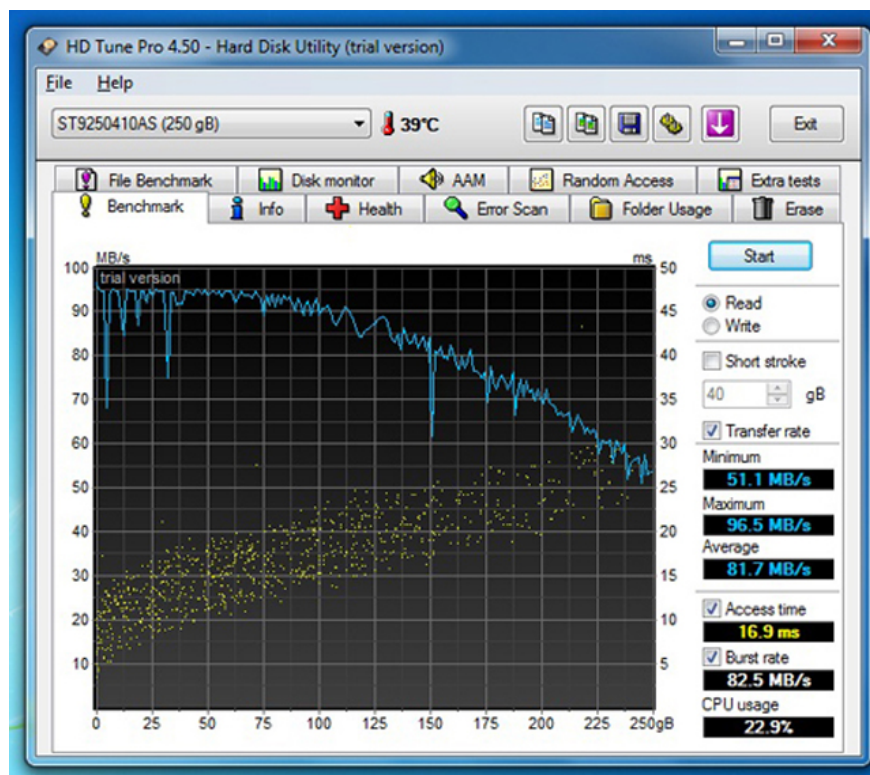 HD Tune Pro 4.50 - Hard Disk Utility (trial version)
File Help
ST9250410AS (250 gB) 39°C Exit
File Benchmark Disk monitor AAM Random Access Extra tests
Benchmark Info Health Error Scan Folder Usage Erase
MB/s ms
trial version
100
90
80
70
60
50
40
30
20
10
50
45
40
35
30
25
20
15
10
5
0 25 50 75 100 125 150 175 200 225 250gB
Start
Read
Write
Short stroke
40 gB
Transfer rate
Minimum
51.1 MB/s
Maximum
96.5 MB/s
Average
81.7 MB/s
Access time
16.9 ms
Burst rate
82.5 MB/s
CPU usage
22.9%